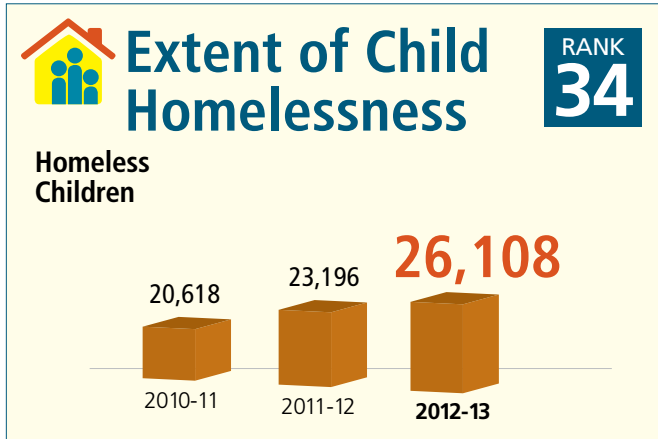 Extent of Child
Homelessness
RANK
34
Homeless
Children
20,618
23,196
26,108
2010-11
2011-12
2012-13